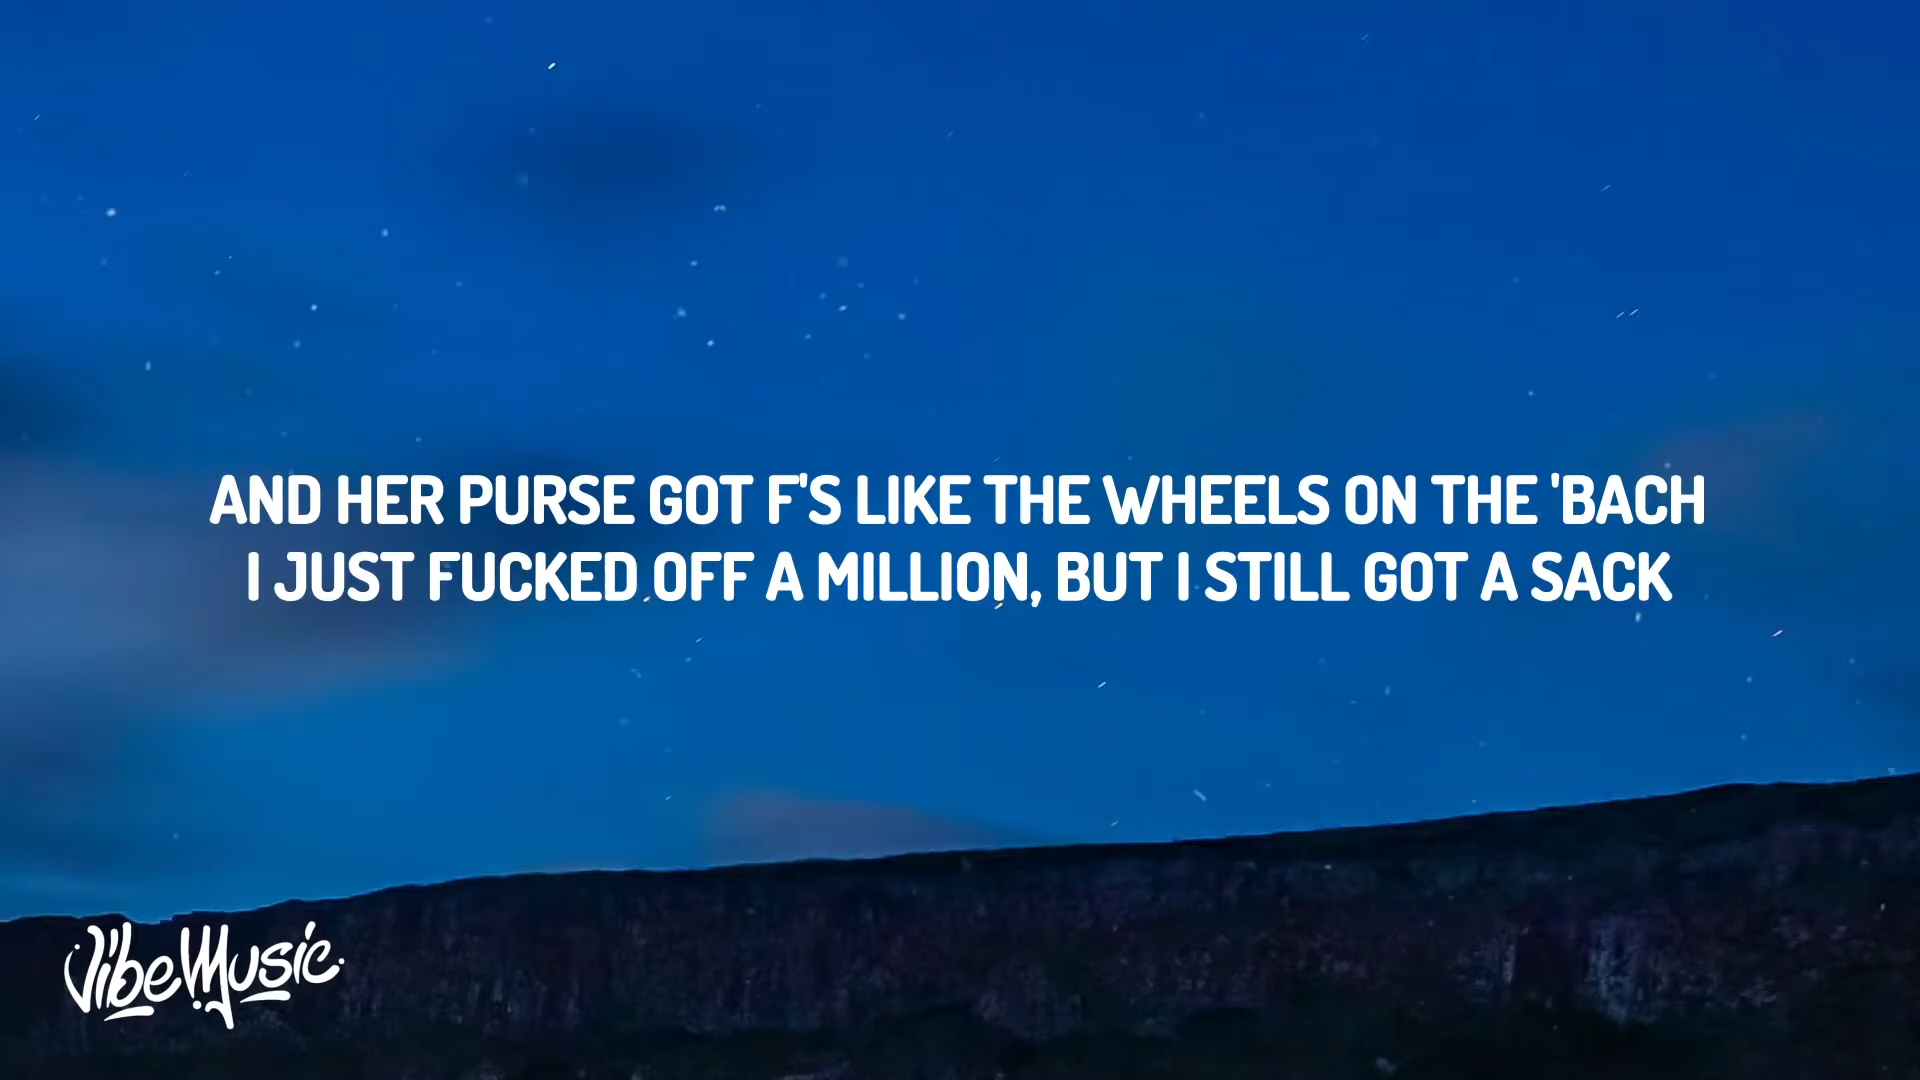 AND HER PURSE GOT F'S LIKE THE WHEELS ON THE 'BACH
I JUST FUCKED OFF A MILLION, BUT I STILL GOT A SACK
VibeMusic